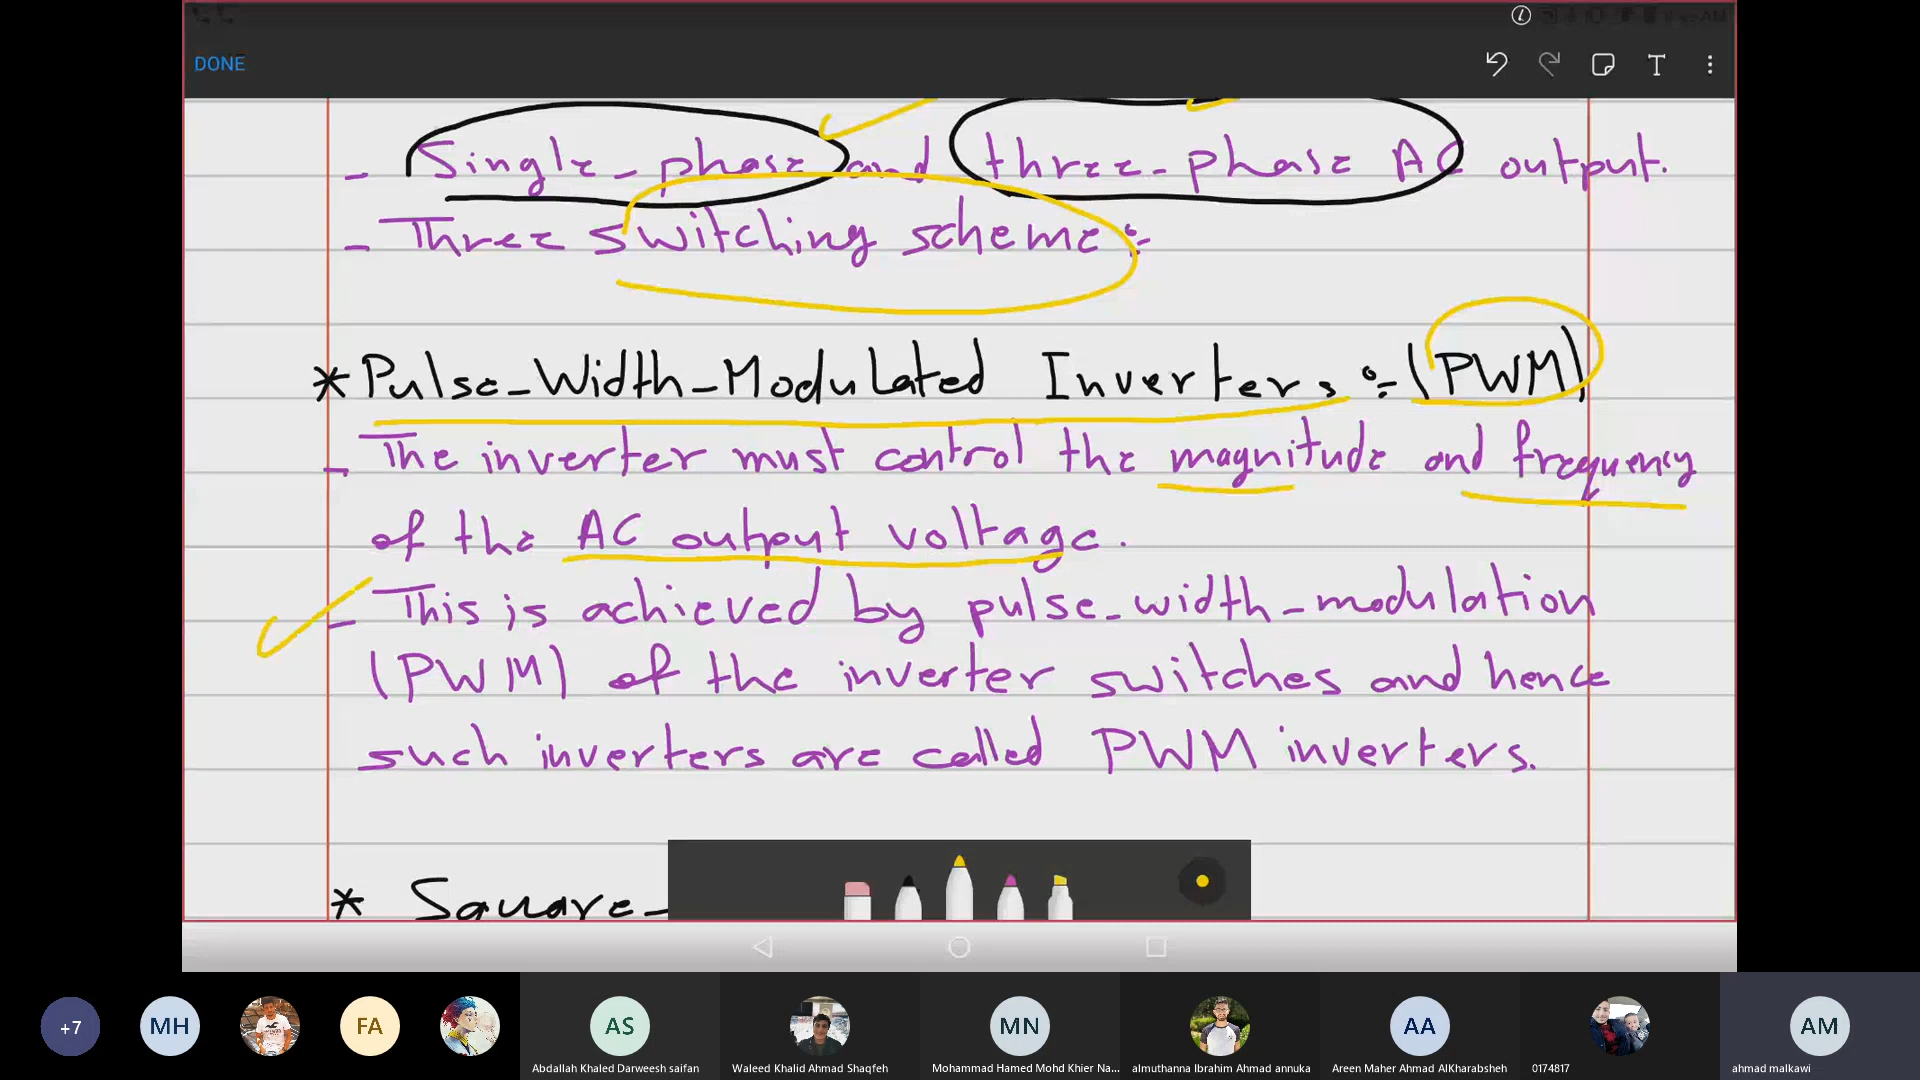 DONE
- Single-phase and three-phase AC output.
- Three switching scheme:-
* Pulse-Width-Modulated Inverters:- (PWM)
- The inverter must control the magnitude and frequency
of the AC output voltage.
- This is achieved by pulse-width-modulation
(PWM) of the inverter switches and hence
such inverters are called PWM inverters.
* Square-
+7
MH
FA
AS
MN
AA
AM
Abdallah Khaled Darweesh saifan
Waleed Khalid Ahmad Shaqfeh
Mohammad Hamed Mohd Khier Na...
almuthanna Ibrahim Ahmad annuka
Areen Maher Ahmad AlKharabsheh
0174817
ahmad malkawi